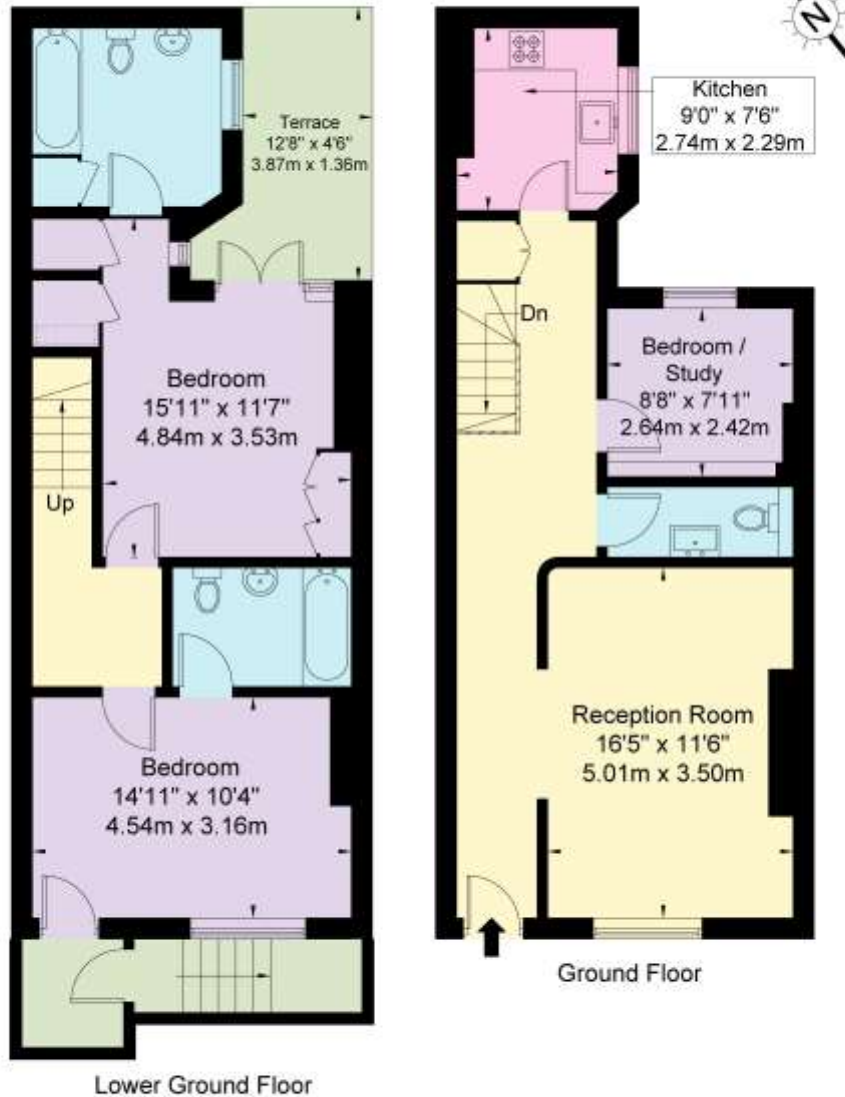 Terrace
12'8" x 4'6"
3.87m x 1.36m
Bedroom
15'11" x 11'7"
4.84m x 3.53m
Up
Bedroom
14'11" x 10'4"
4.54m x 3.16m
Lower Ground Floor
N
Kitchen
9'0" x 7'6"
2.74m x 2.29m
Dn
Bedroom /
Study
8'8" x 7'11"
2.64m x 2.42m
Reception Room
16'5" x 11'6"
5.01m x 3.50m
Ground Floor